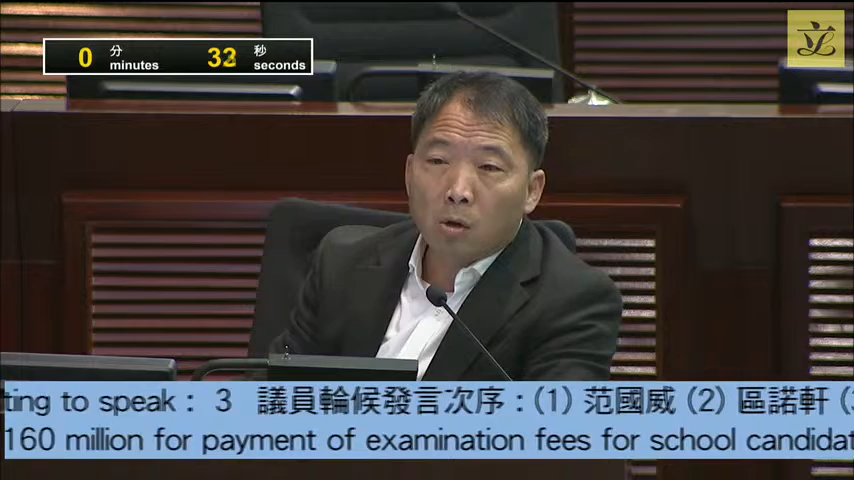 0 分 minutes 秒 seconds
立
ting to speak : 3 議員輪候發言次序 : (1) 范國威 (2) 區諾軒 (
160 million for payment of examination fees for school candidat